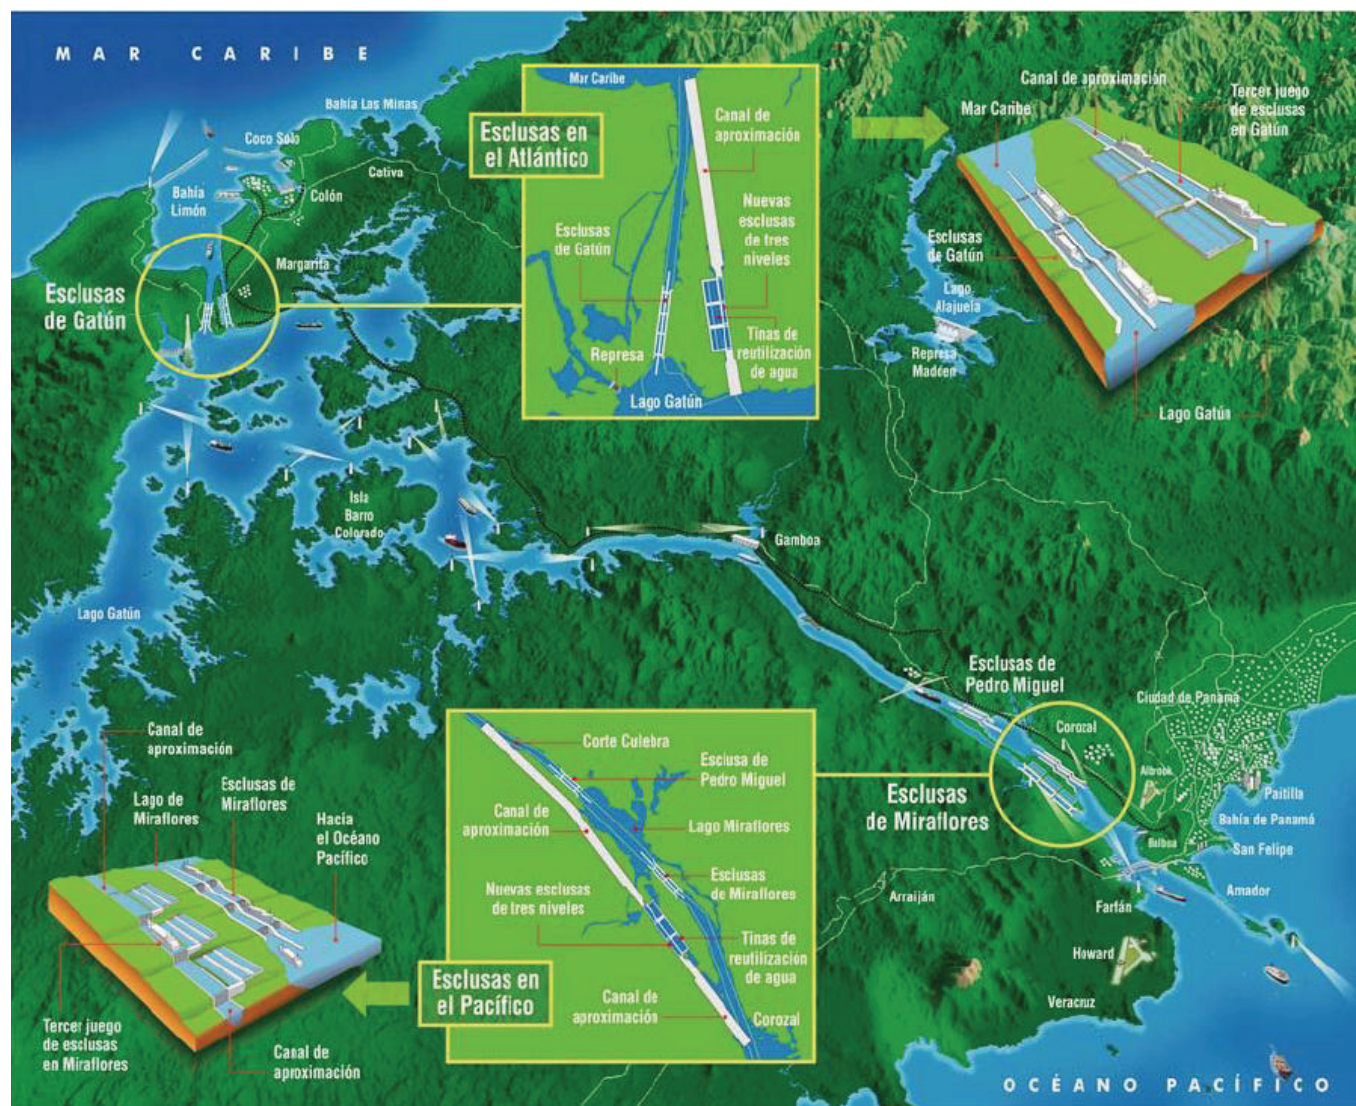 MAR CARIBE
Bahía Las Minas
Coco Solo
Cativa
Bahía
Limón
Colón
Margarita
Esclusas
de Gatún
Esclusas en
el Atlántico
Mar Caribe
Canal de
aproximación
Nuevas
esclusas
de tres
niveles
Esclusas
de Gatún
Tinas de
reutilización
de agua
Represa
Lago Gatún
Canal de aproximación
Mar Caribe
Tercer juego
de esclusas
en Gatún
Esclusas
de Gatún
Lago
Alajuela
Represa
Madden
Lago Gatún
Isla
Barro
Colorado
Gamboa
Lago Gatún
Esclusas de
Pedro Miguel
Ciudad de Panamá
Corozal
Albrook
Paitilla
Bahía de Panamá
Balboa
San Felipe
Amador
Esclusas
de Miraflores
Arraiján
Farfán
Howard
Veracruz
Canal de
aproximación
Lago de
Miraflores
Esclusas de
Miraflores
Hacia
el Océano
Pacífico
Tercer juego
de esclusas
en Miraflores
Canal de
aproximación
Esclusas en
el Pacífico
Corte Culebra
Esclusa de
Pedro Miguel
Canal de
aproximación
Lago Miraflores
Nuevas esclusas
de tres niveles
Esclusas
de Miraflores
Tinas de
reutilización
de agua
Canal de
aproximación
Corozal
OCÉANO PACÍFICO